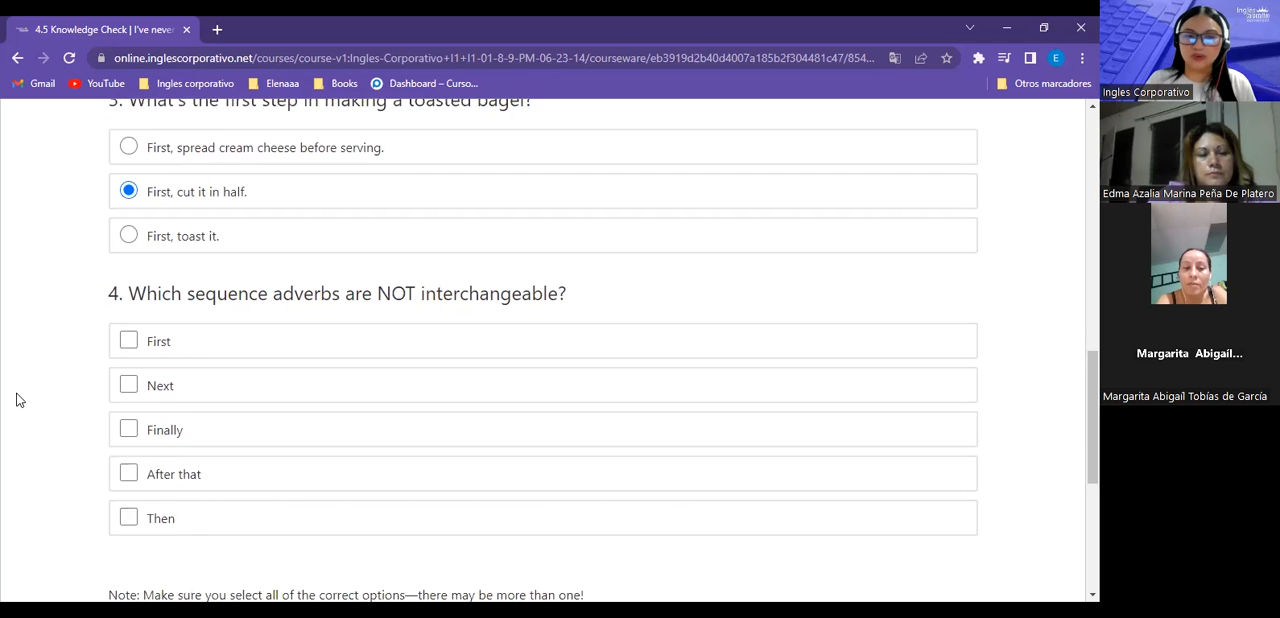 4.5 Knowledge Check | I've never
online.inglescorporativo.net/courses/course-v1:Ingles-Corporativo+I1+I1-01-8-9-PM-06-23-14/courseware/eb3919d2b40d4007a185b2f304481c47/854...
E
Gmail
YouTube
Ingles corporativo
Elenaaa
Books
Dashboard – Curso...
Otros marcadores
3. What's the first step in making a toasted bagel?
First, spread cream cheese before serving.
First, cut it in half.
First, toast it.
4. Which sequence adverbs are NOT interchangeable?
First
Next
Finally
After that
Then
Note: Make sure you select all of the correct options—there may be more than one!
Ingles Corporativo
Edma Azalia Marina Peña De Platero
Margarita Abigaíl...
Margarita Abigaíl Tobías de García